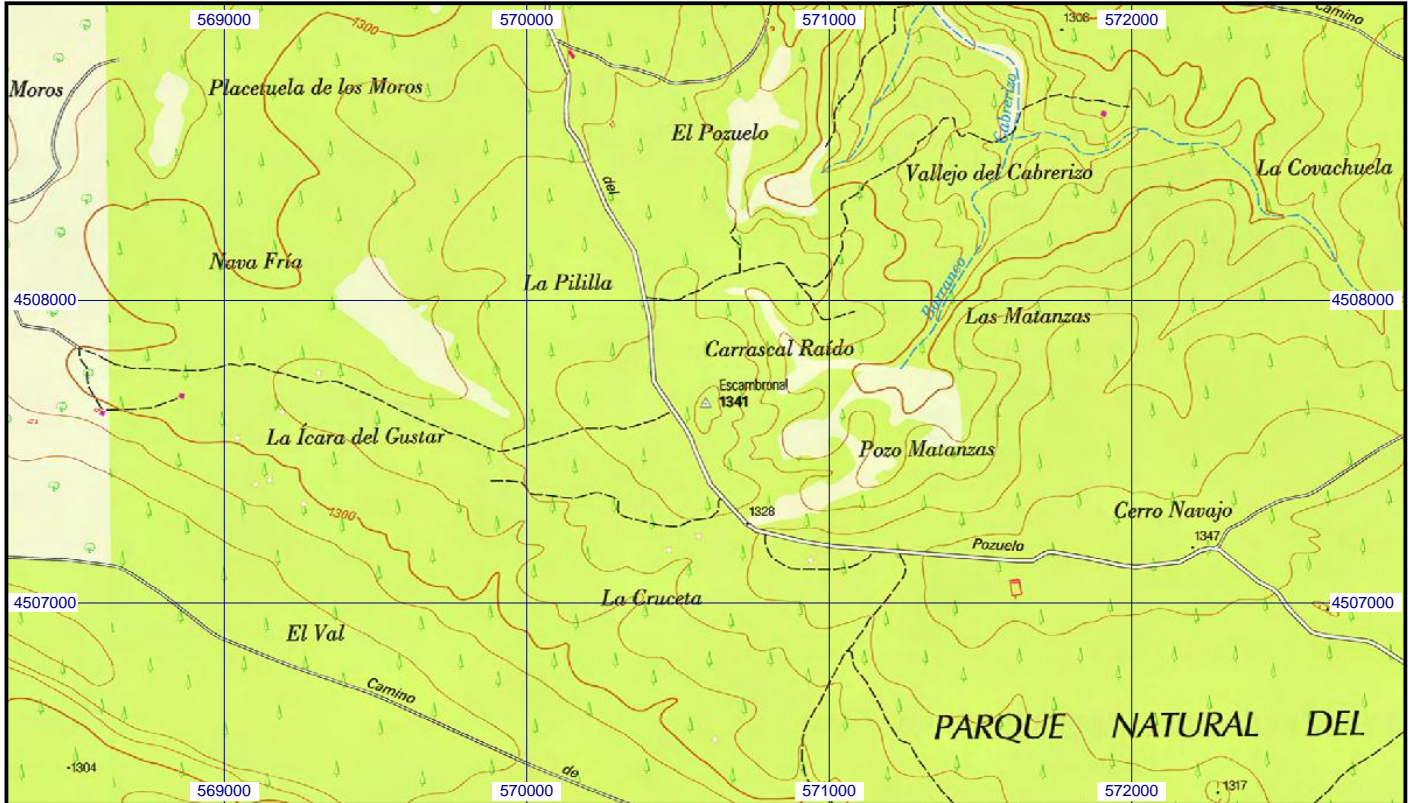 569000
570000
571000
572000
1300
1308
Camino
Moros
Placetuela de los Moros
El Pozuelo
Cabrerizo
Vallejo del Cabrerizo
La Covachuela
del
Nava Fría
La Pililla
Barranco
4508000
4508000
Las Matanzas
Carrascal Raído
Escambronal
1341
La Ícara del Gustar
Pozo Matanzas
1300
1328
Cerro Navajo
Pozuelo
1347
4507000
La Cruceta
4507000
El Val
Camino
PARQUE NATURAL DEL
1304
de
1317
569000
570000
571000
572000